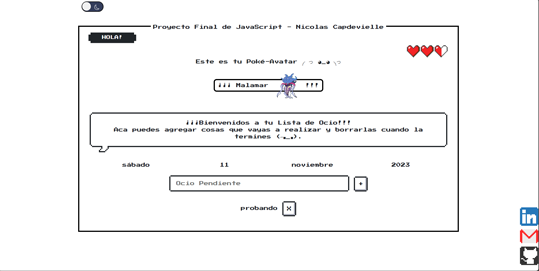 Proyecto Final de JavaScript - Nicolas Capdevielle
HOLA!
Este es tu Poké-Avatar
¡¡¡ Malamar !!!
¡¡¡Bienvenidos a tu Lista de Ocio!!!
Aca puedes agregar cosas que vayas a realizar y borrarlas cuando la
termines (◕‿◕).
sábado 11 noviembre 2023
Ocio Pendiente +
probando X
in